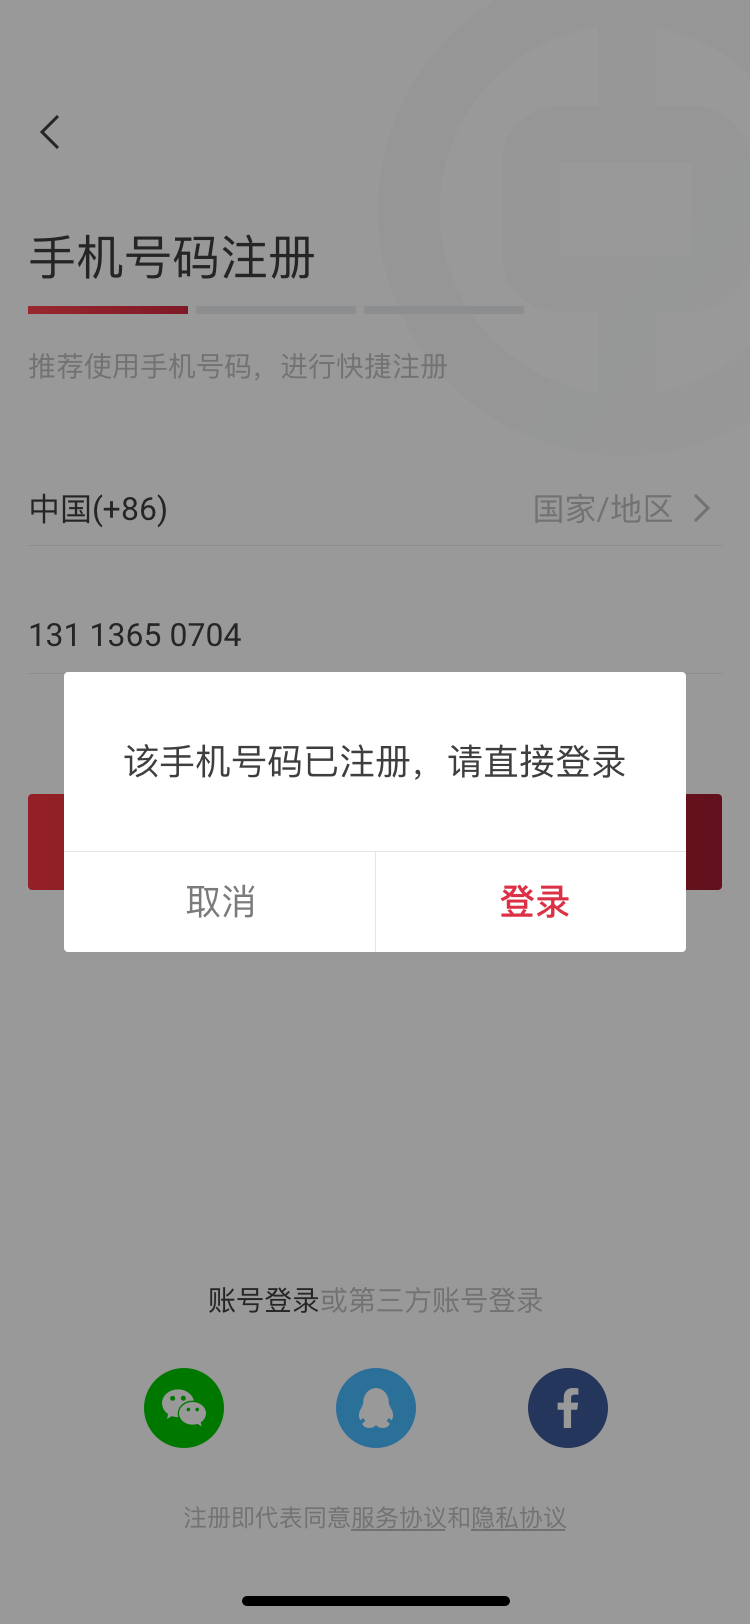 手机号码注册
推荐使用手机号码，进行快捷注册
中国(+86)
国家/地区
131 1365 0704
该手机号码已注册，请直接登录
取消
登录
账号登录或第三方账号登录
注册即代表同意服务协议和隐私协议